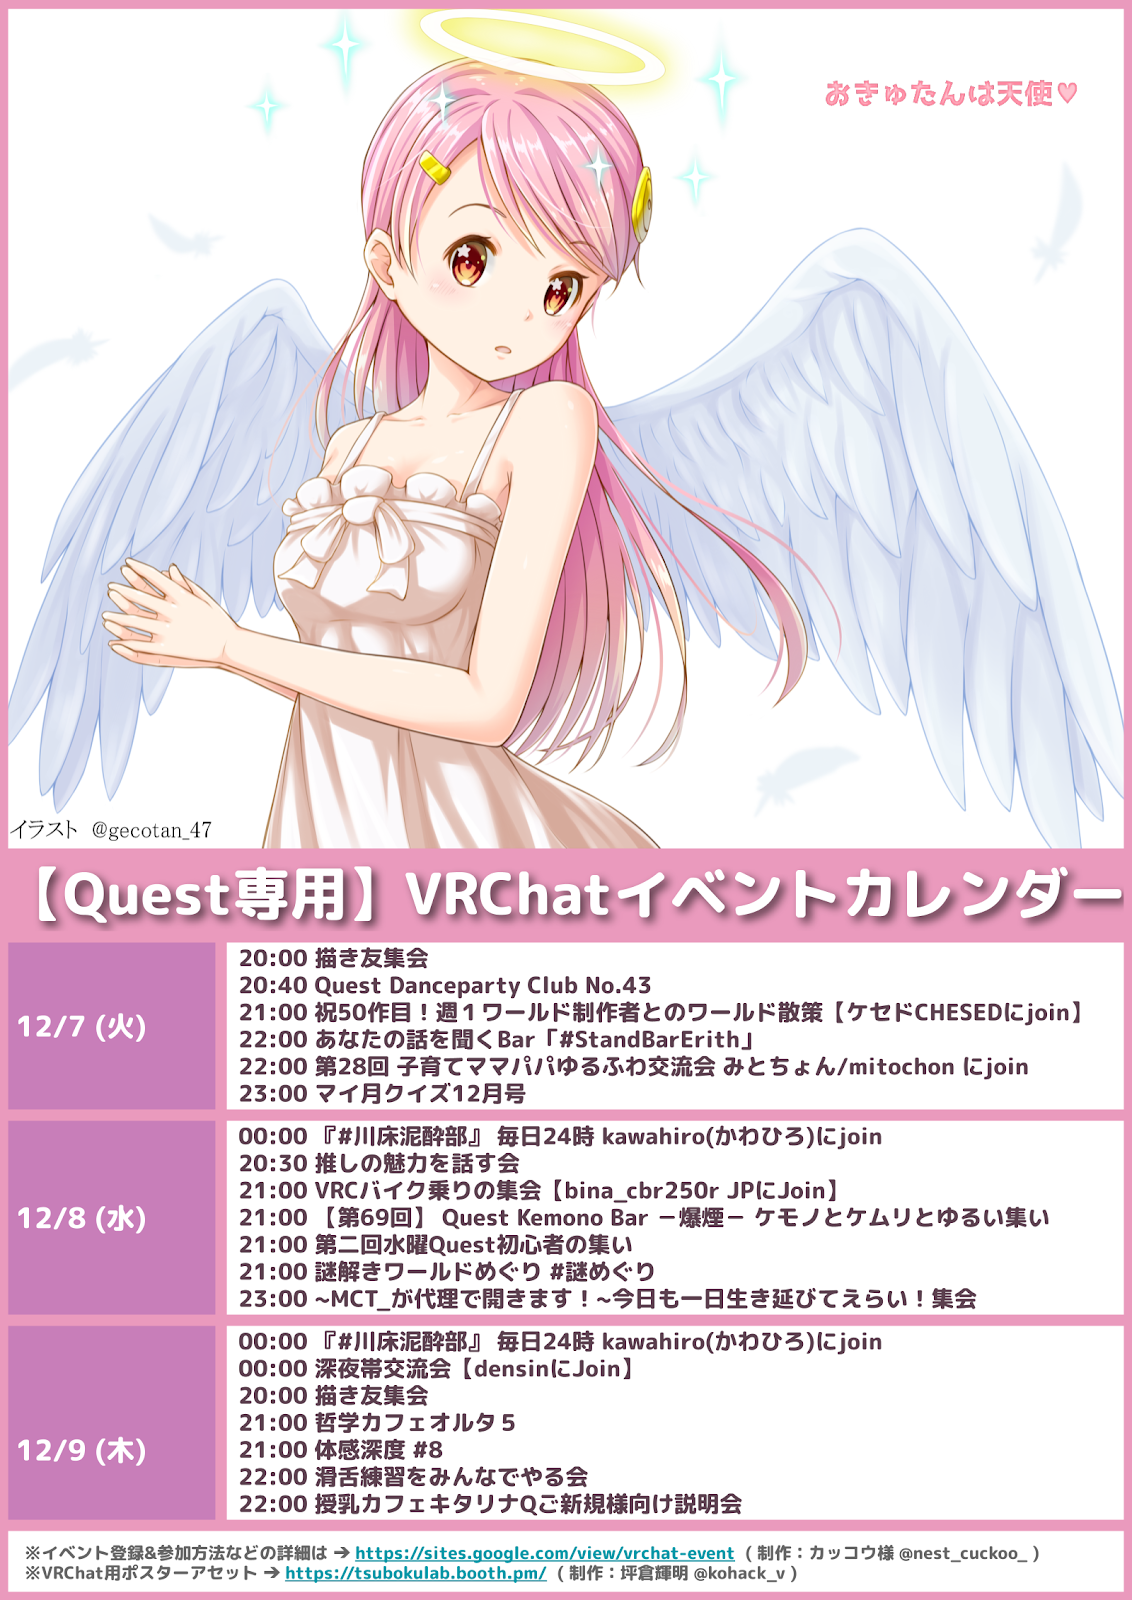 おきゅたんは天使♥
イラスト @gecotan_47
【Quest専用】VRChatイベントカレンダー
12/7 (火)
20:00 描き友集会
20:40 Quest Danceparty Club No.43
21:00 祝50作目！週１ワールド制作者とのワールド散策【ケセドCHESEDにjoin】
22:00 あなたの話を聞くBar「#StandBarErith」
22:00 第28回 子育てママパパゆるふわ交流会 みとちょん/mitochon にjoin
23:00 マイ月クイズ12月号
12/8 (水)
00:00 『#川床泥酔部』 毎日24時 kawahiro(かわひろ)にjoin
20:30 推しの魅力を話す会
21:00 VRCバイク乗りの集会【bina_cbr250r JPにJoin】
21:00 【第69回】 Quest Kemono Bar －爆煙－ ケモノとケムリとゆるい集い
21:00 第二回水曜Quest初心者の集い
21:00 謎解きワールドめぐり #謎めぐり
23:00 ~MCT_が代理で開きます！~今日も一日生き延びてえらい！集会
12/9 (木)
00:00 『#川床泥酔部』 毎日24時 kawahiro(かわひろ)にjoin
00:00 深夜帯交流会【densinにJoin】
20:00 描き友集会
21:00 哲学カフェオルタ５
21:00 体感深度 #8
22:00 滑舌練習をみんなでやる会
22:00 授乳カフェキタリナQご新規様向け説明会
※イベント登録&参加方法などの詳細は → https://sites.google.com/view/vrchat-event ( 制作：カッコウ様 @nest_cuckoo_ )
※VRChat用ポスターアセット → https://tsubokulab.booth.pm/ ( 制作：坪倉輝明 @kohack_v )